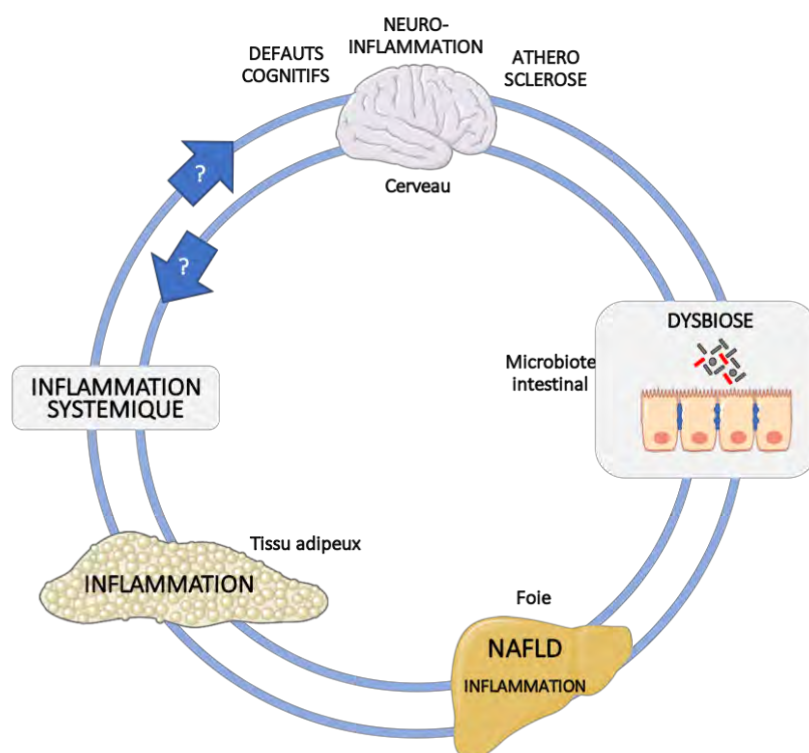 NEURO-
INFLAMMATION
DEFAUTS
COGNITIFS
ATHERO
SCLEROSE
Cerveau
?
?
DYSBIOSE
Microbiote
intestinal
INFLAMMATION
SYSTEMIQUE
Tissu adipeux
INFLAMMATION
Foie
NAFLD
INFLAMMATION